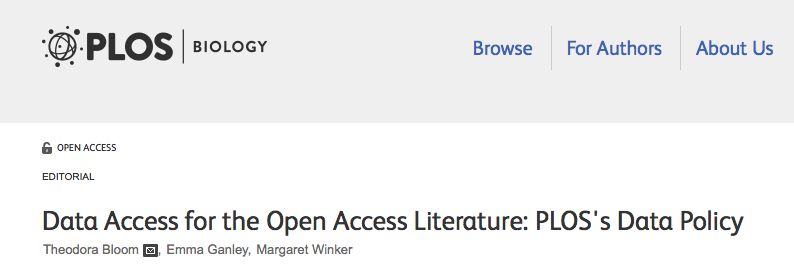 PLOS BIOLOGY
Browse For Authors About Us
OPEN ACCESS
EDITORIAL
Data Access for the Open Access Literature: PLOS's Data Policy
Theodora Bloom, Emma Ganley, Margaret Winker